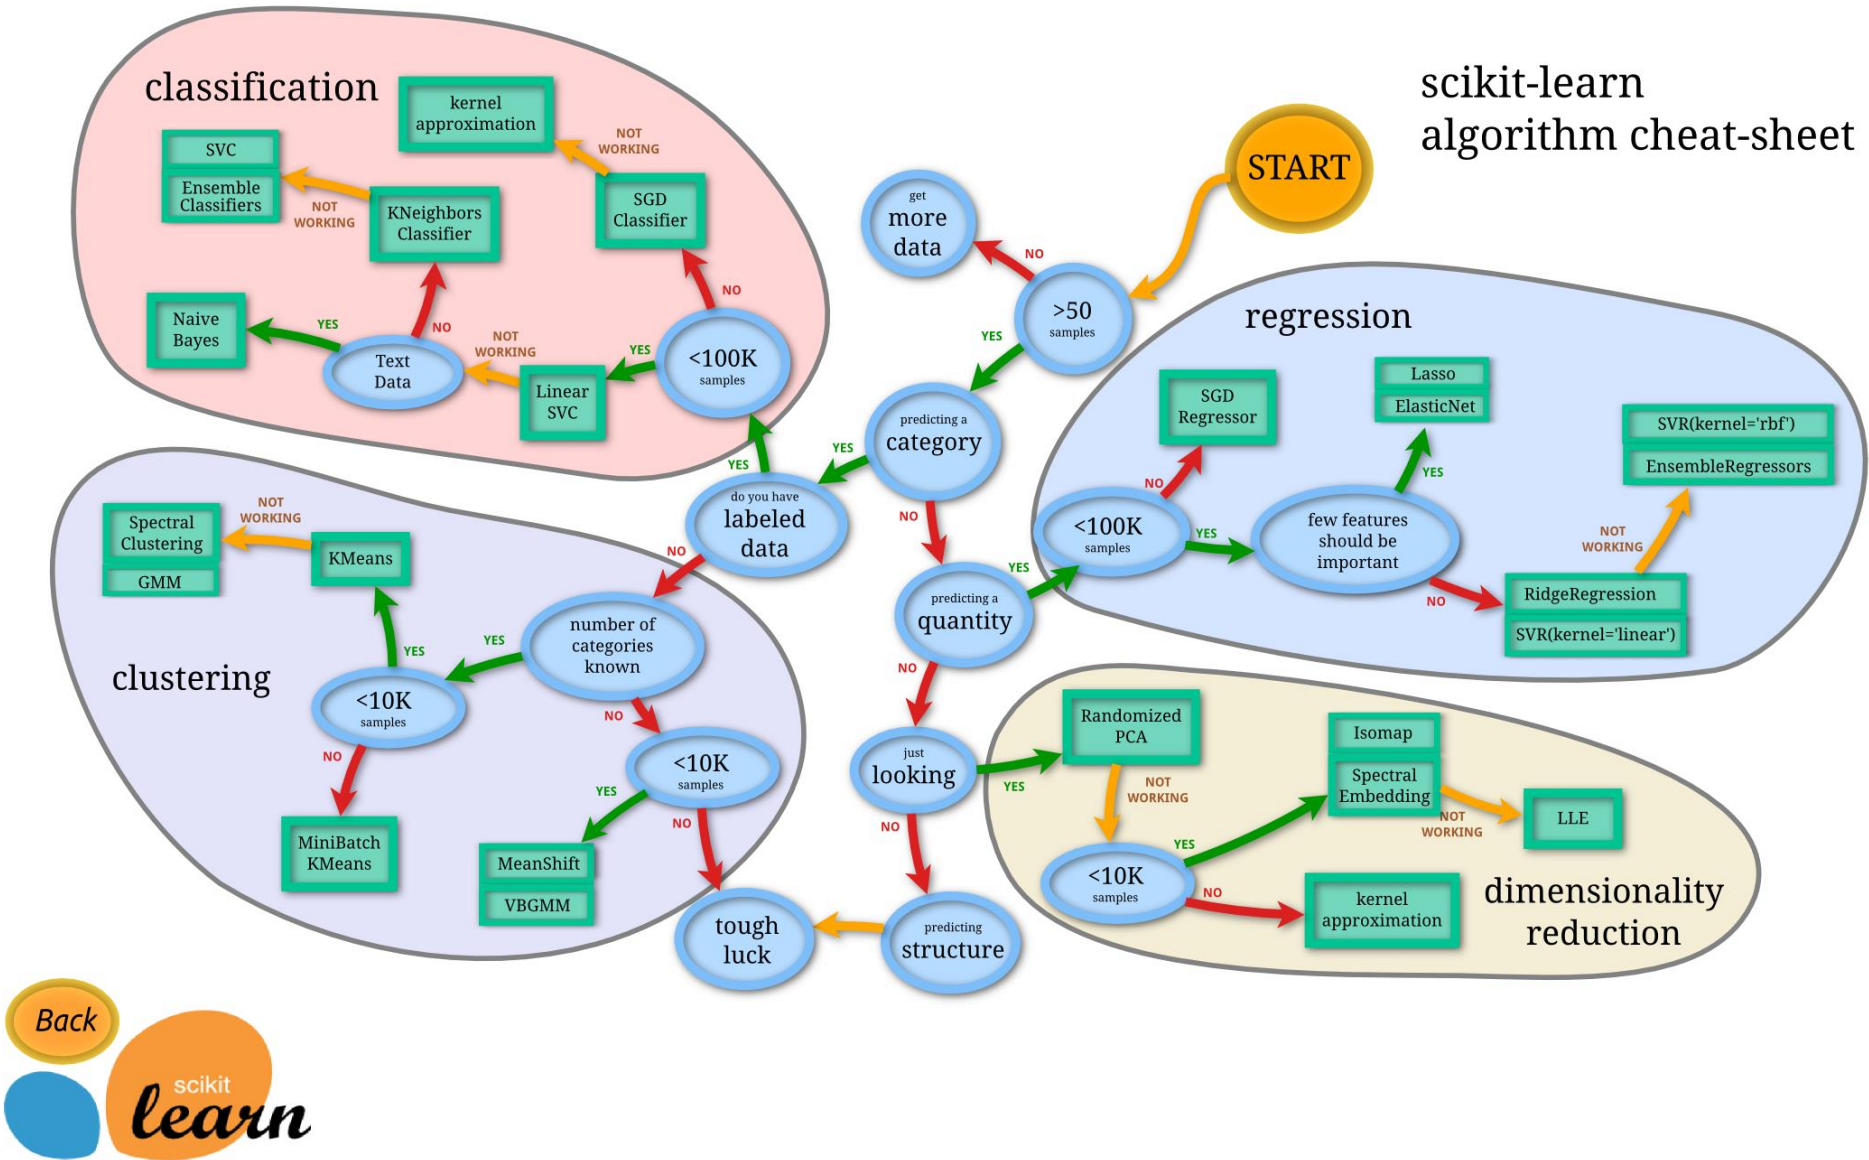 scikit-learn
algorithm cheat-sheet
START
classification
kernel
approximation
NOT
WORKING
SVC
Ensemble
Classifiers
NOT
WORKING
KNeighbors
Classifier
SGD
Classifier
NO
Naive
Bayes
YES
NO
Text
Data
NOT
WORKING
Linear
SVC
YES
<100K
samples
get
more
data
NO
>50
samples
YES
predicting a
category
YES
NO
do you have
labeled
data
YES
NO
predicting a
quantity
YES
NO
just
looking
YES
NO
predicting
structure
tough
luck
regression
SGD
Regressor
NO
<100K
samples
YES
Lasso
ElasticNet
YES
few features
should be
important
NO
SVR(kernel='rbf')
EnsembleRegressors
NOT
WORKING
RidgeRegression
SVR(kernel='linear')
clustering
Spectral
Clustering
GMM
NOT
WORKING
KMeans
YES
number of
categories
known
YES
NO
<10K
samples
NO
MiniBatch
KMeans
<10K
samples
YES
NO
MeanShift
VBGMM
dimensionality
reduction
Randomized
PCA
NOT
WORKING
<10K
samples
YES
NO
Isomap
Spectral
Embedding
NOT
WORKING
LLE
kernel
approximation
Back
scikit
learn